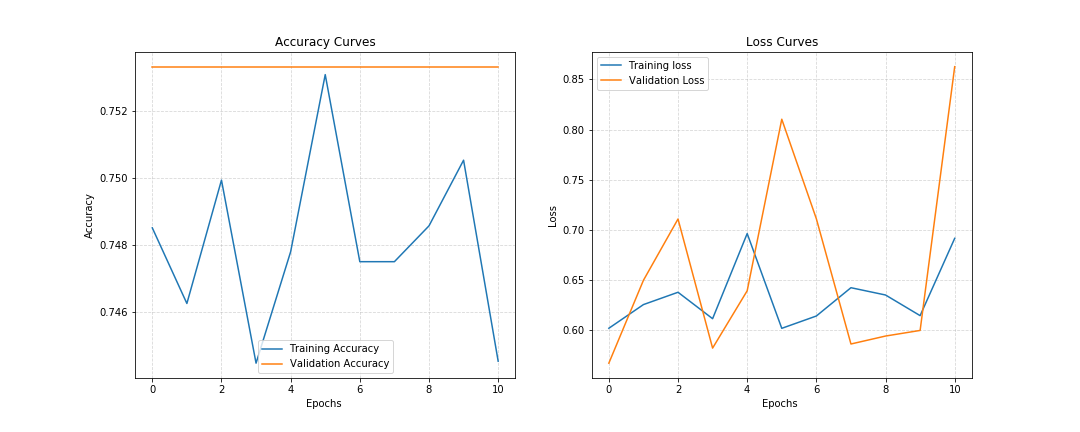 Accuracy Curves
0.752
0.750
0.748
0.746
Accuracy
Training Accuracy
Validation Accuracy
0 2 4 6 8 10
Epochs
Loss Curves
Training loss
Validation Loss
0.85
0.80
0.75
0.70
0.65
0.60
Loss
0 2 4 6 8 10
Epochs